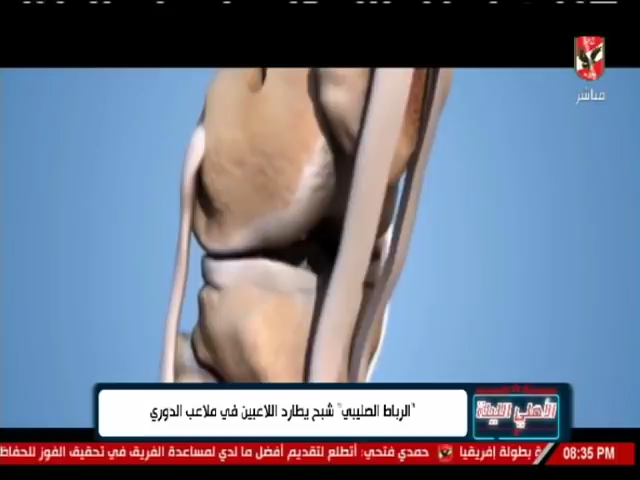 مباشر
"الرباط الصليبي" شبح يطارد اللاعبين في ملاعب الدوري
الأهلي الليلة
ة بطولة إفريقيا حمدي فتحي: أتطلع لتقديم أفضل ما لدي لمساعدة الفريق في تحقيق الفوز للحفاظ
08:35 PM